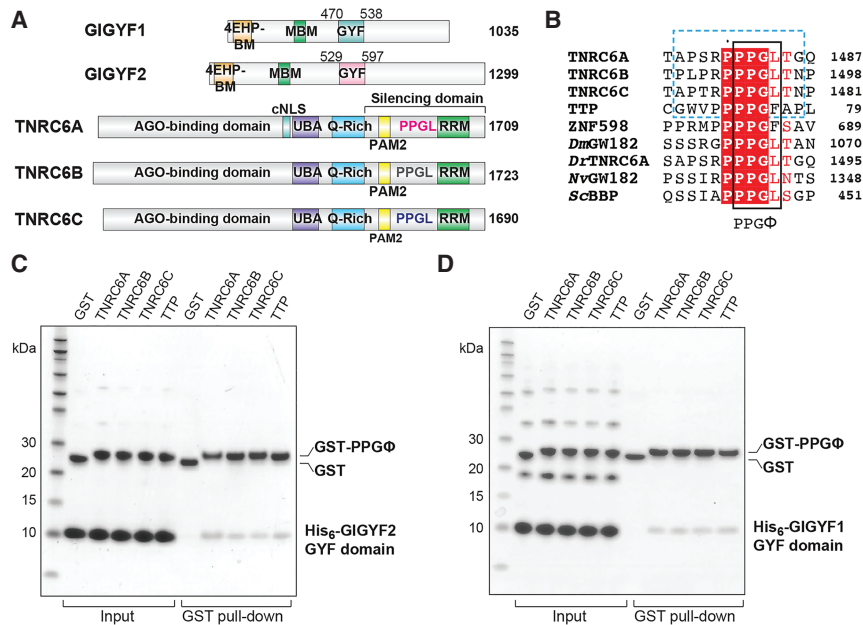 A
470 538
GIGYF1 4EHP-BM MBM GYF 1035
529 597
GIGYF2 4EHP-BM MBM GYF 1299
cNLS Silencing domain
TNRC6A AGO-binding domain UBA Q-Rich PPGL RRM 1709
PAM2
TNRC6B AGO-binding domain UBA Q-Rich PPGL RRM 1723
PAM2
TNRC6C AGO-binding domain UBA Q-Rich PPGL RRM 1690
PAM2
B
TNRC6A TAPSRPPPGLTGQ 1487
TNRC6B TPLPRPPPGLTNP 1498
TNRC6C TAPTRPPPGLTNP 1481
TTP CGWVPPPPGFAPL 79
ZNF598 PPRMPPPPGFSAV 689
DmGW182 SSSRGPPPGLTAN 1070
DrTNRC6A SAPSRPPPGLTGQ 1495
NvGW182 PSSIRPPPGLNTS 1348
ScBBP QSSIAPPPGLSGP 451
PPGΦ
C
GST TNRC6A TNRC6B TNRC6C TTP GST TNRC6A TNRC6B TNRC6C TTP
kDa
30
20
15
10
GST-PPGΦ
GST
His6-GIGYF2
GYF domain
Input GST pull-down
D
GST TNRC6A TNRC6B TNRC6C TTP GST TNRC6A TNRC6B TNRC6C TTP
kDa
30
20
15
10
GST-PPGΦ
GST
His6-GIGYF1
GYF domain
Input GST pull-down